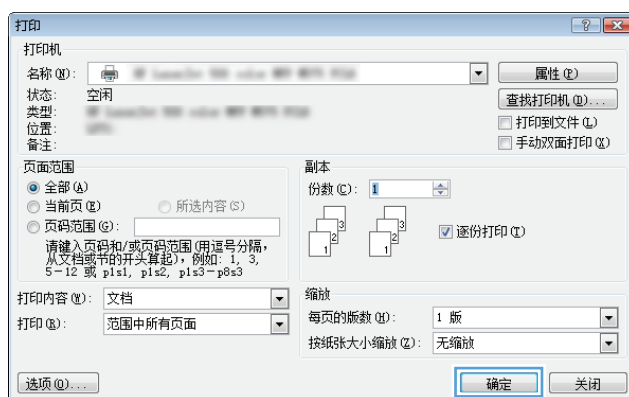 打印
打印机
名称(N):
属性(P)
状态: 空闲
查找打印机(D)...
类型:
位置:
打印到文件(L)
备注:
手动双面打印(X)
页面范围
副本
全部(A)
份数(C): 1
当前页(E) 所选内容(S)
页码范围(G):
请键入页码和/或页码范围(用逗号分隔，
从文档或节的开头算起)，例如: 1, 3,
5-12 或 p1s1, p1s2, p1s3-p8s3
1 2 3 1 2 3
逐份打印(T)
打印内容(W): 文档
打印(R): 范围中所有页面
缩放
每页的版数(H): 1 版
按纸张大小缩放(Z): 无缩放
选项(O)...
确定
关闭